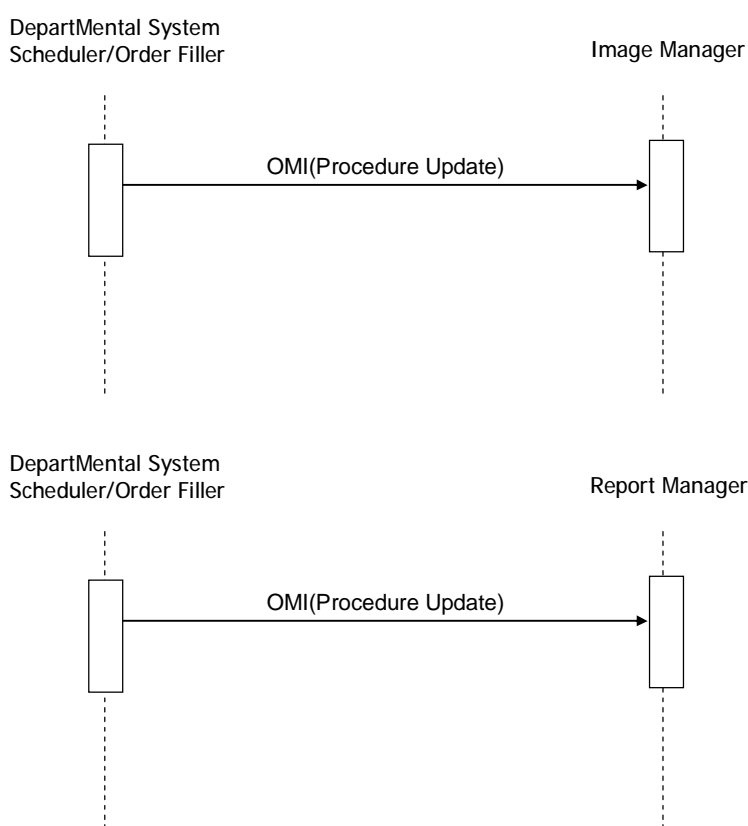 DepartMental System
Scheduler/Order Filler
Image Manager
OMI(Procedure Update)
DepartMental System
Scheduler/Order Filler
Report Manager
OMI(Procedure Update)